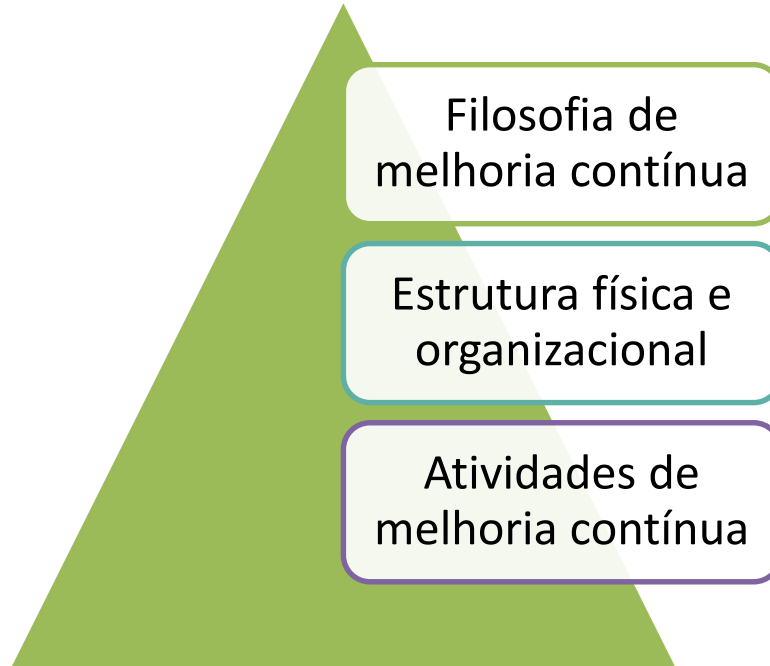 Filosofia de
melhoria contínua
Estrutura física e
organizacional
Atividades de
melhoria contínua